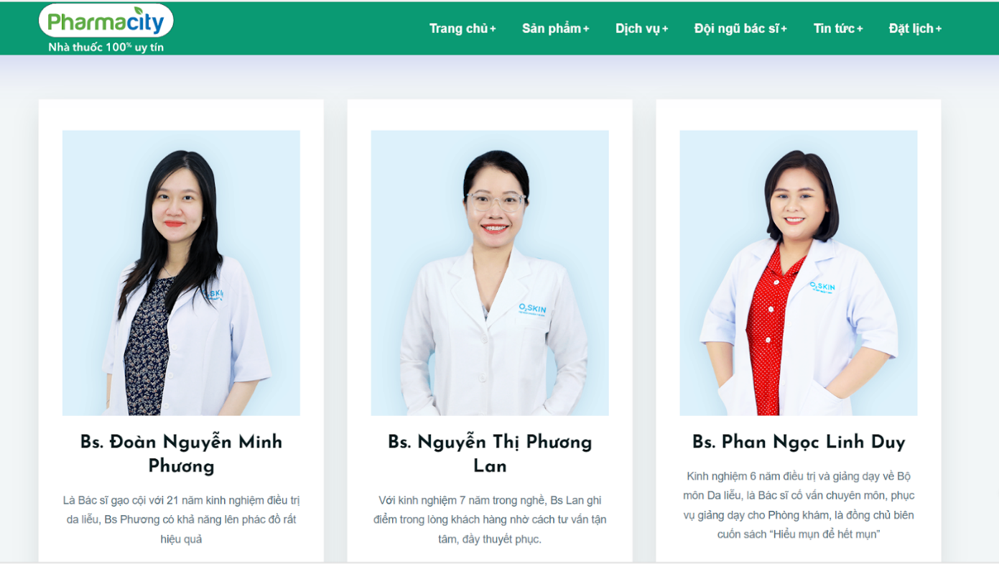 Pharmacity
Nhà thuốc 100% uy tín
Trang chủ+ Sản phẩm+ Dịch vụ+ Đội ngũ bác sĩ+ Tin tức+ Đặt lịch+
O₂SKIN
O₂SKIN
Bs. Đoàn Nguyễn Minh
Phương
Là Bác sĩ gạo cội với 21 năm kinh nghiệm điều trị
da liễu, Bs Phương có khả năng lên phác đồ rất
hiệu quả
Bs. Nguyễn Thị Phương
Lan
Với kinh nghiệm 7 năm trong nghề, Bs Lan ghi
điểm trong lòng khách hàng nhờ cách tư vấn tận
tâm, đầy thuyết phục.
Bs. Phan Ngọc Linh Duy
Kinh nghiệm 6 năm điều trị và giảng dạy về Bộ
môn Da liễu, là Bác sĩ cố vấn chuyên môn, phục
vụ giảng dạy cho Phòng khám, là đồng chủ biên
cuốn sách “Hiểu mụn để hết mụn”